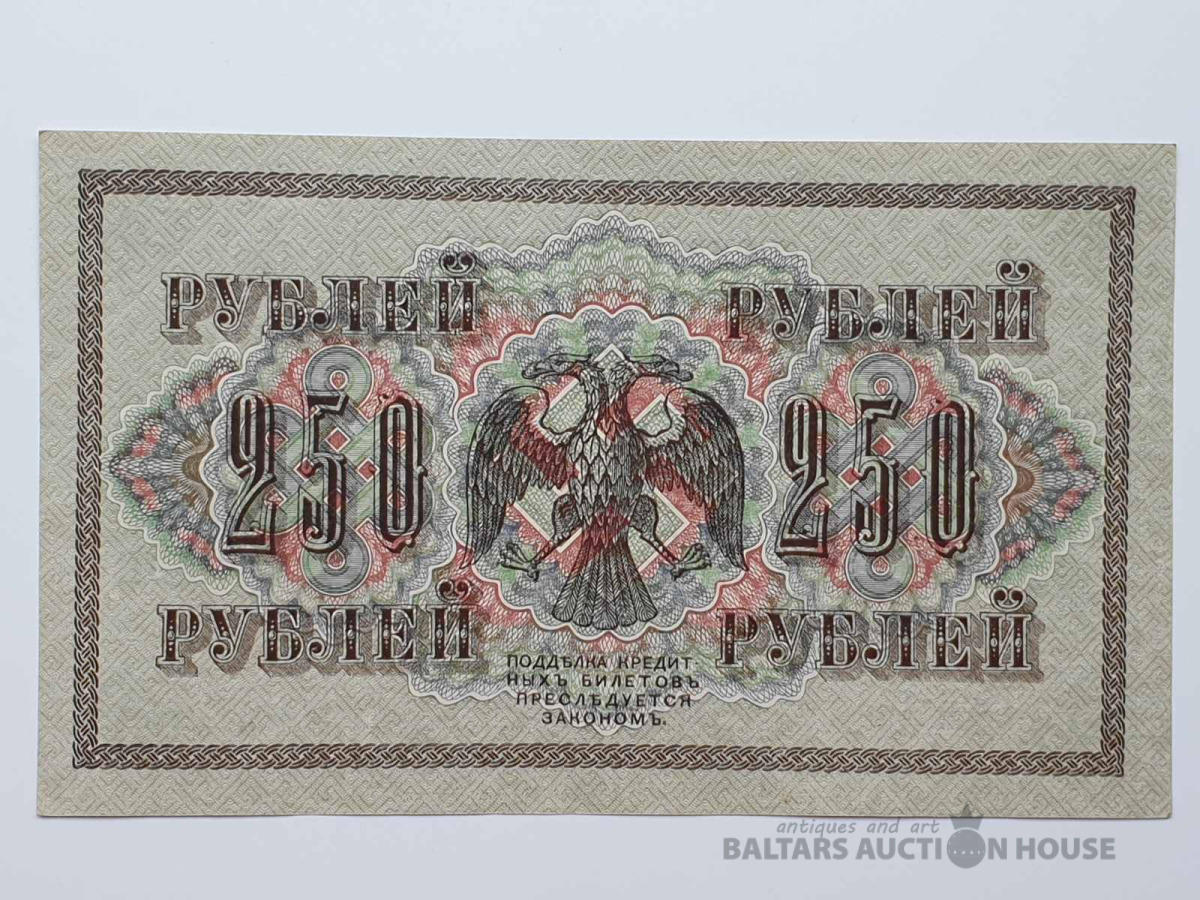 РУБЛЕЙ РУБЛЕЙ
250 250
РУБЛЕЙ РУБЛЕЙ
ПОДДѢЛКА КРЕДИТ-
НЫХЪ БИЛЕТОВЪ
ПРЕСЛѢДУЕТСЯ
ЗАКОНОМЪ.
antiques and art
BALTARS AUCTION HOUSE